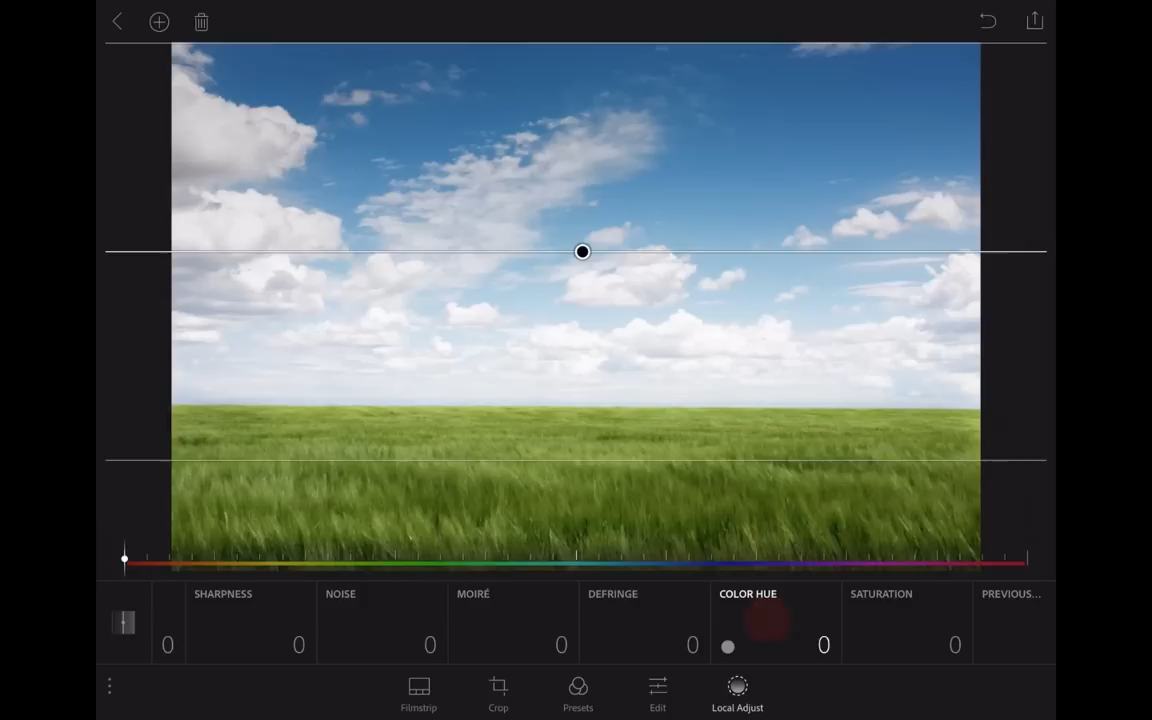 SHARPNESS NOISE MOIRÉ DEFRINGE COLOR HUE SATURATION PREVIOUS...
0 0 0 0 0 0 0
Filmstrip Crop Presets Edit Local Adjust